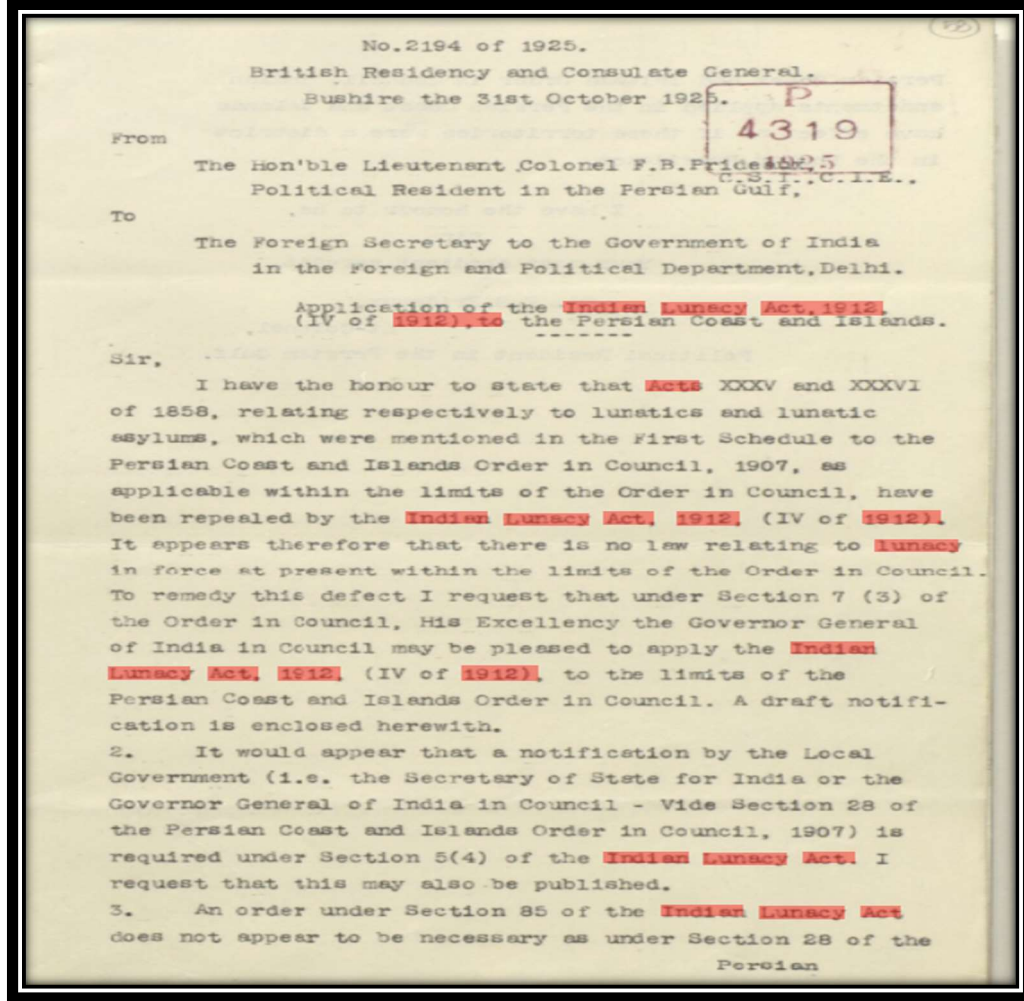 No.2194 of 1925.
British Residency and Consulate General.
Bushire the 31st October 1925.
P
4319
1925
From
The Hon'ble Lieutenant Colonel F.B.Prideaux,
C.S.I.,C.I.E.,
Political Resident in the Persian Gulf,
To
The Foreign Secretary to the Government of India
in the Foreign and Political Department,Delhi.
Application of the Indian Lunacy Act,1912,
(IV of 1912),to the Persian Coast and Islands.
-------
Sir,
I have the honour to state that Acts XXXV and XXXVI
of 1858, relating respectively to lunatics and lunatic
asylums, which were mentioned in the First Schedule to the
Persian Coast and Islands Order in Council, 1907, as
applicable within the limits of the Order in Council, have
been repealed by the Indian Lunacy Act, 1912, (IV of 1912).
It appears therefore that there is no law relating to lunacy
in force at present within the limits of the Order in Council.
To remedy this defect I request that under Section 7 (3) of
the Order in Council, His Excellency the Governor General
of India in Council may be pleased to apply the Indian
Lunacy Act, 1912, (IV of 1912), to the limits of the
Persian Coast and Islands Order in Council. A draft notifi-
cation is enclosed herewith.
2. It would appear that a notification by the Local
Government (i.e. the Secretary of State for India or the
Governor General of India in Council - Vide Section 28 of
the Persian Coast and Islands Order in Council, 1907) is
required under Section 5(4) of the Indian Lunacy Act. I
request that this may also be published.
3. An order under Section 85 of the Indian Lunacy Act
does not appear to be necessary as under Section 28 of the
Persian